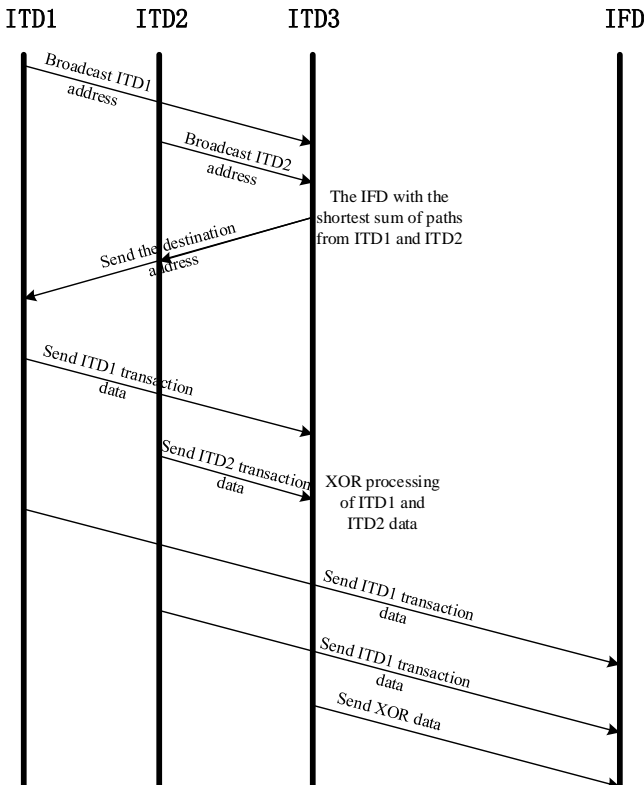 ITD1
ITD2
ITD3
IFD
Broadcast ITD1
address
Broadcast ITD2
address
The IFD with the
shortest sum of paths
from ITD1 and ITD2
Send the destination
address
Send ITD1 transaction
data
Send ITD2 transaction
data
XOR processing
of ITD1 and
ITD2 data
Send ITD1 transaction
data
Send ITD1 transaction
data
Send XOR data